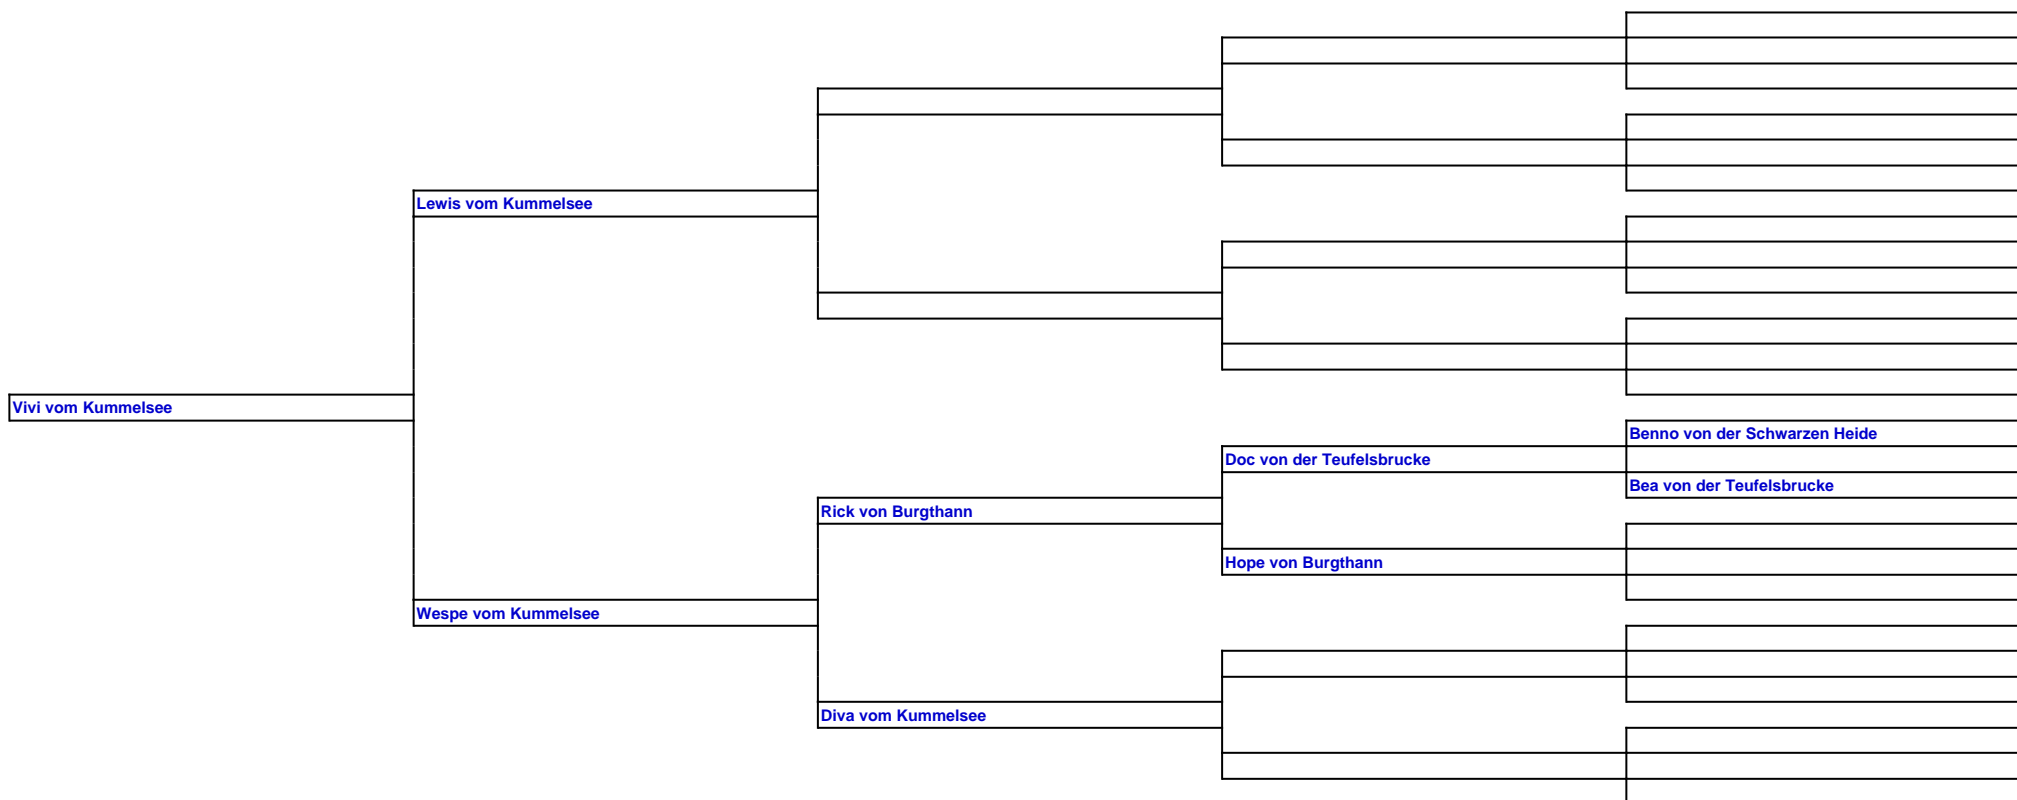 Lewis vom Kummelsee
Vivi vom Kummelsee
Benno von der Schwarzen Heide
Doc von der Teufelsbrucke
Bea von der Teufelsbrucke
Rick von Burgthann
Hope von Burgthann
Wespe vom Kummelsee
Diva vom Kummelsee